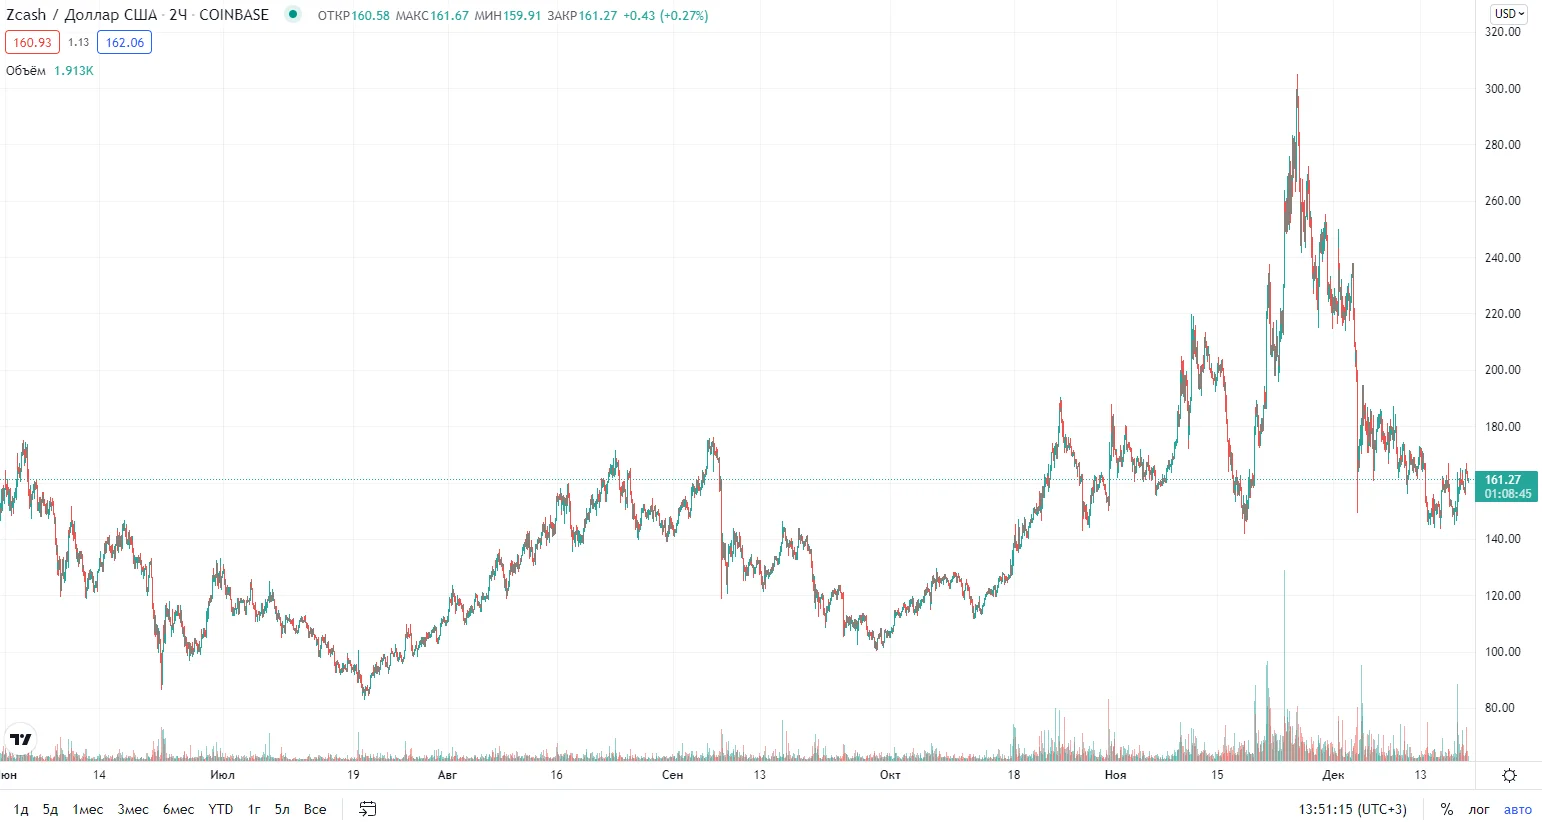 Zcash / Доллар США · 2Ч · COINBASE ОТКР160.58 МАКС161.67 МИН159.91 ЗАКР161.27 +0.43 (+0.27%)
USD
160.93 1.13 162.06
Объём 1.913K
320.00
300.00
280.00
260.00
240.00
220.00
200.00
180.00
161.27
01:08:45
140.00
120.00
100.00
80.00
юн 14 Июл 19 Авг 16 Сен 13 Окт 18 Ноя 15 Дек 13
1д 5д 1мес 3мес 6мес YTD 1г 5л Все 13:51:15 (UTC+3) % лог авто